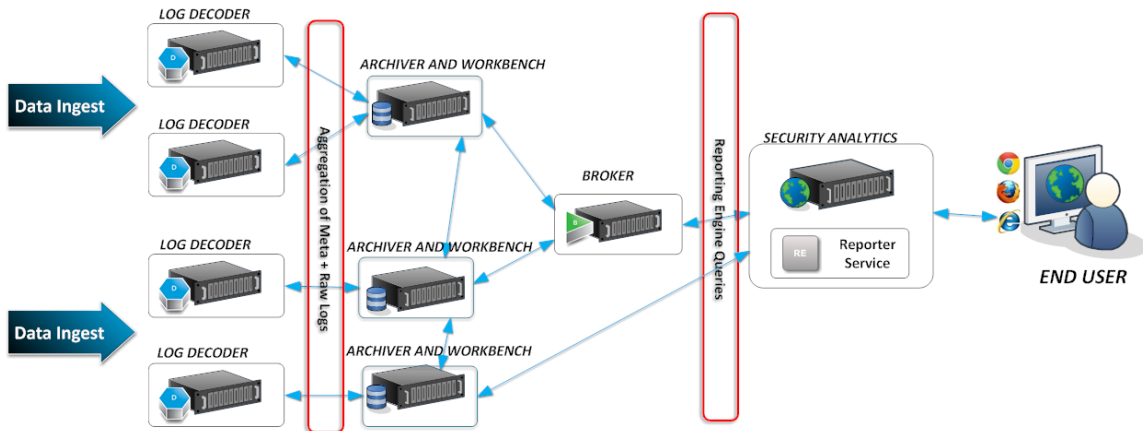 LOG DECODER
D
Data Ingest
LOG DECODER
D
LOG DECODER
D
Data Ingest
LOG DECODER
D
Aggregation of Meta + Raw Logs
ARCHIVER AND WORKBENCH
ARCHIVER AND WORKBENCH
ARCHIVER AND WORKBENCH
BROKER
B
Reporting Engine Queries
SECURITY ANALYTICS
RE
Reporter
Service
END USER